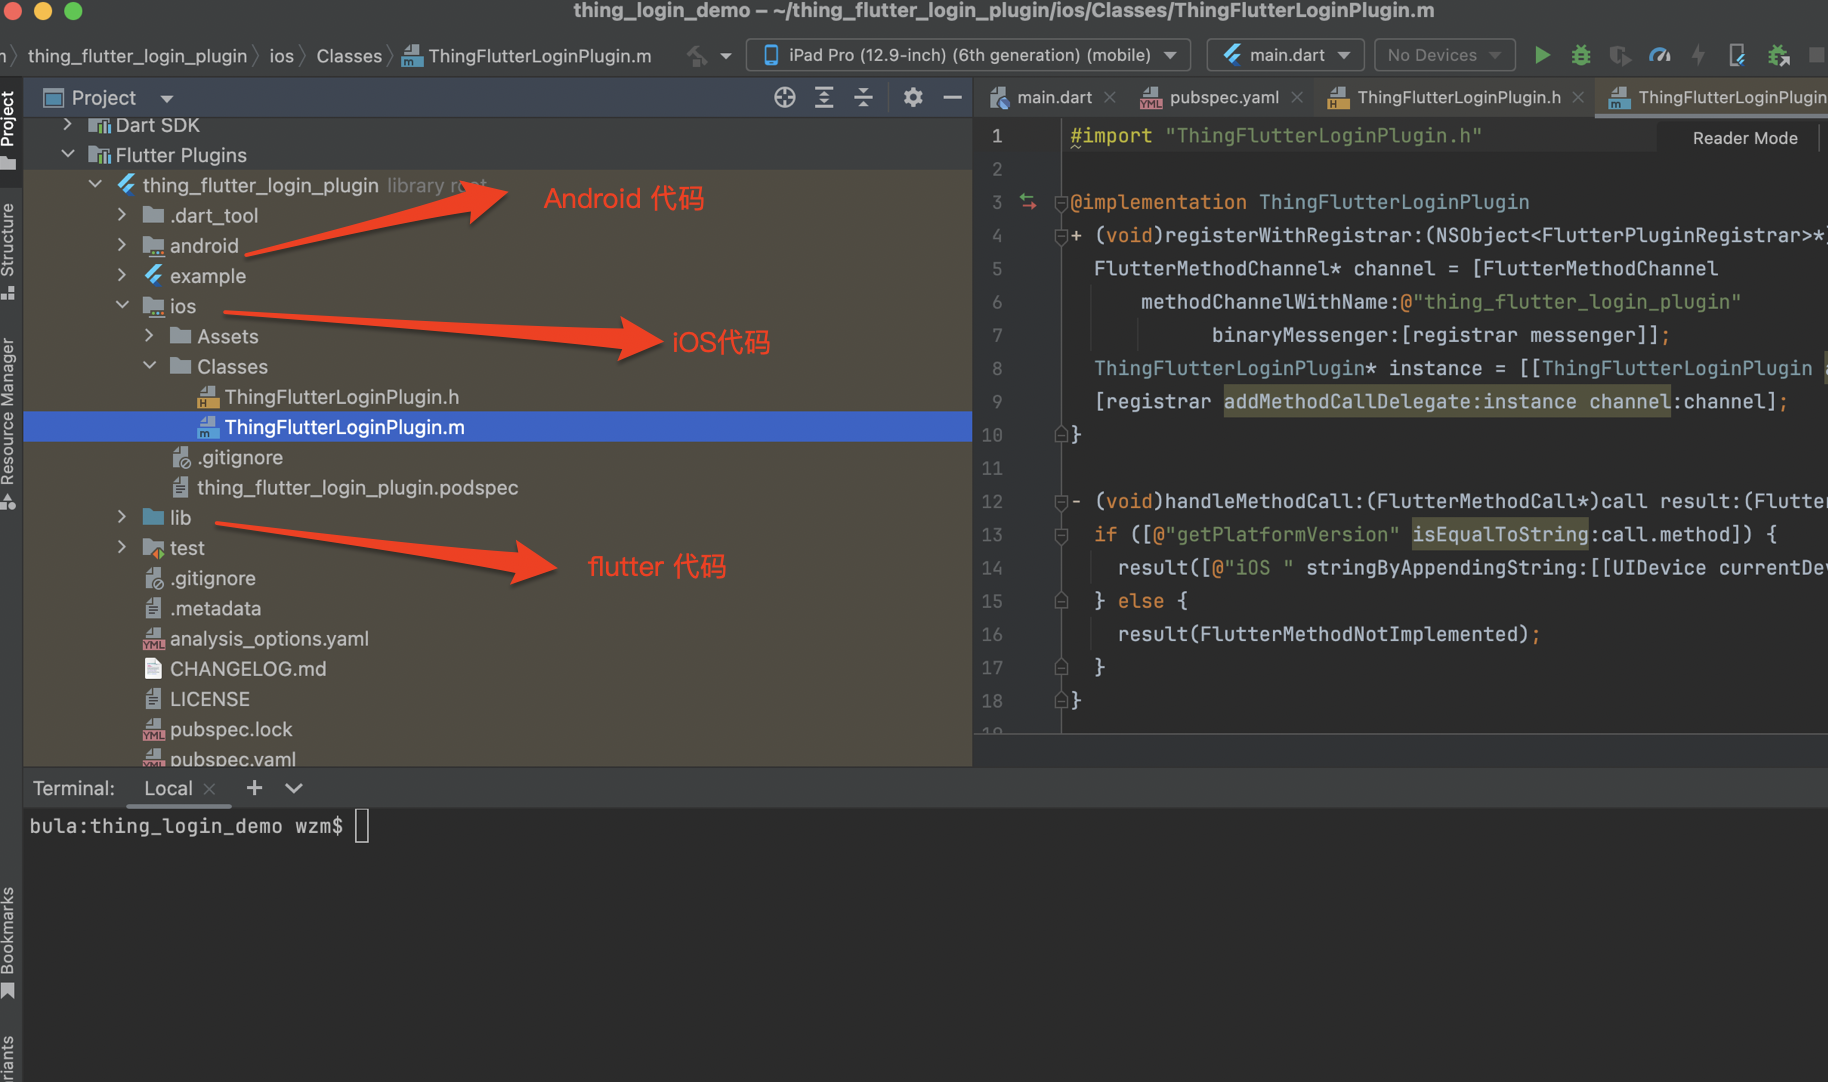 thing_login_demo – ~/thing_flutter_login_plugin/ios/Classes/ThingFlutterLoginPlugin.m
thing_flutter_login_plugin ios Classes ThingFlutterLoginPlugin.m iPad Pro (12.9-inch) (6th generation) (mobile) main.dart No Devices
Project
main.dart pubspec.yaml ThingFlutterLoginPlugin.h ThingFlutterLoginPlugin
Project
Structure
Resource Manager
Bookmarks
Dart SDK
Flutter Plugins
thing_flutter_login_plugin library root
.dart_tool
android
example
ios
Assets
Classes
ThingFlutterLoginPlugin.h
ThingFlutterLoginPlugin.m
.gitignore
thing_flutter_login_plugin.podspec
lib
test
.gitignore
.metadata
analysis_options.yaml
CHANGELOG.md
LICENSE
pubspec.lock
pubspec.yaml
Android 代码
iOS代码
flutter 代码
Reader Mode
1 #import "ThingFlutterLoginPlugin.h"
2
3 @implementation ThingFlutterLoginPlugin
4 + (void)registerWithRegistrar:(NSObject<FlutterPluginRegistrar>*)
5 FlutterMethodChannel* channel = [FlutterMethodChannel
6 methodChannelWithName:@"thing_flutter_login_plugin"
7 binaryMessenger:[registrar messenger]];
8 ThingFlutterLoginPlugin* instance = [[ThingFlutterLoginPlugin
9 [registrar addMethodCallDelegate:instance channel:channel];
10 }
11
12 - (void)handleMethodCall:(FlutterMethodCall*)call result:(Flutter
13 if ([@"getPlatformVersion" isEqualToString:call.method]) {
14 result([@"iOS " stringByAppendingString:[[UIDevice currentDev
15 } else {
16 result(FlutterMethodNotImplemented);
17 }
18 }
Terminal: Local
bula:thing_login_demo wzm$